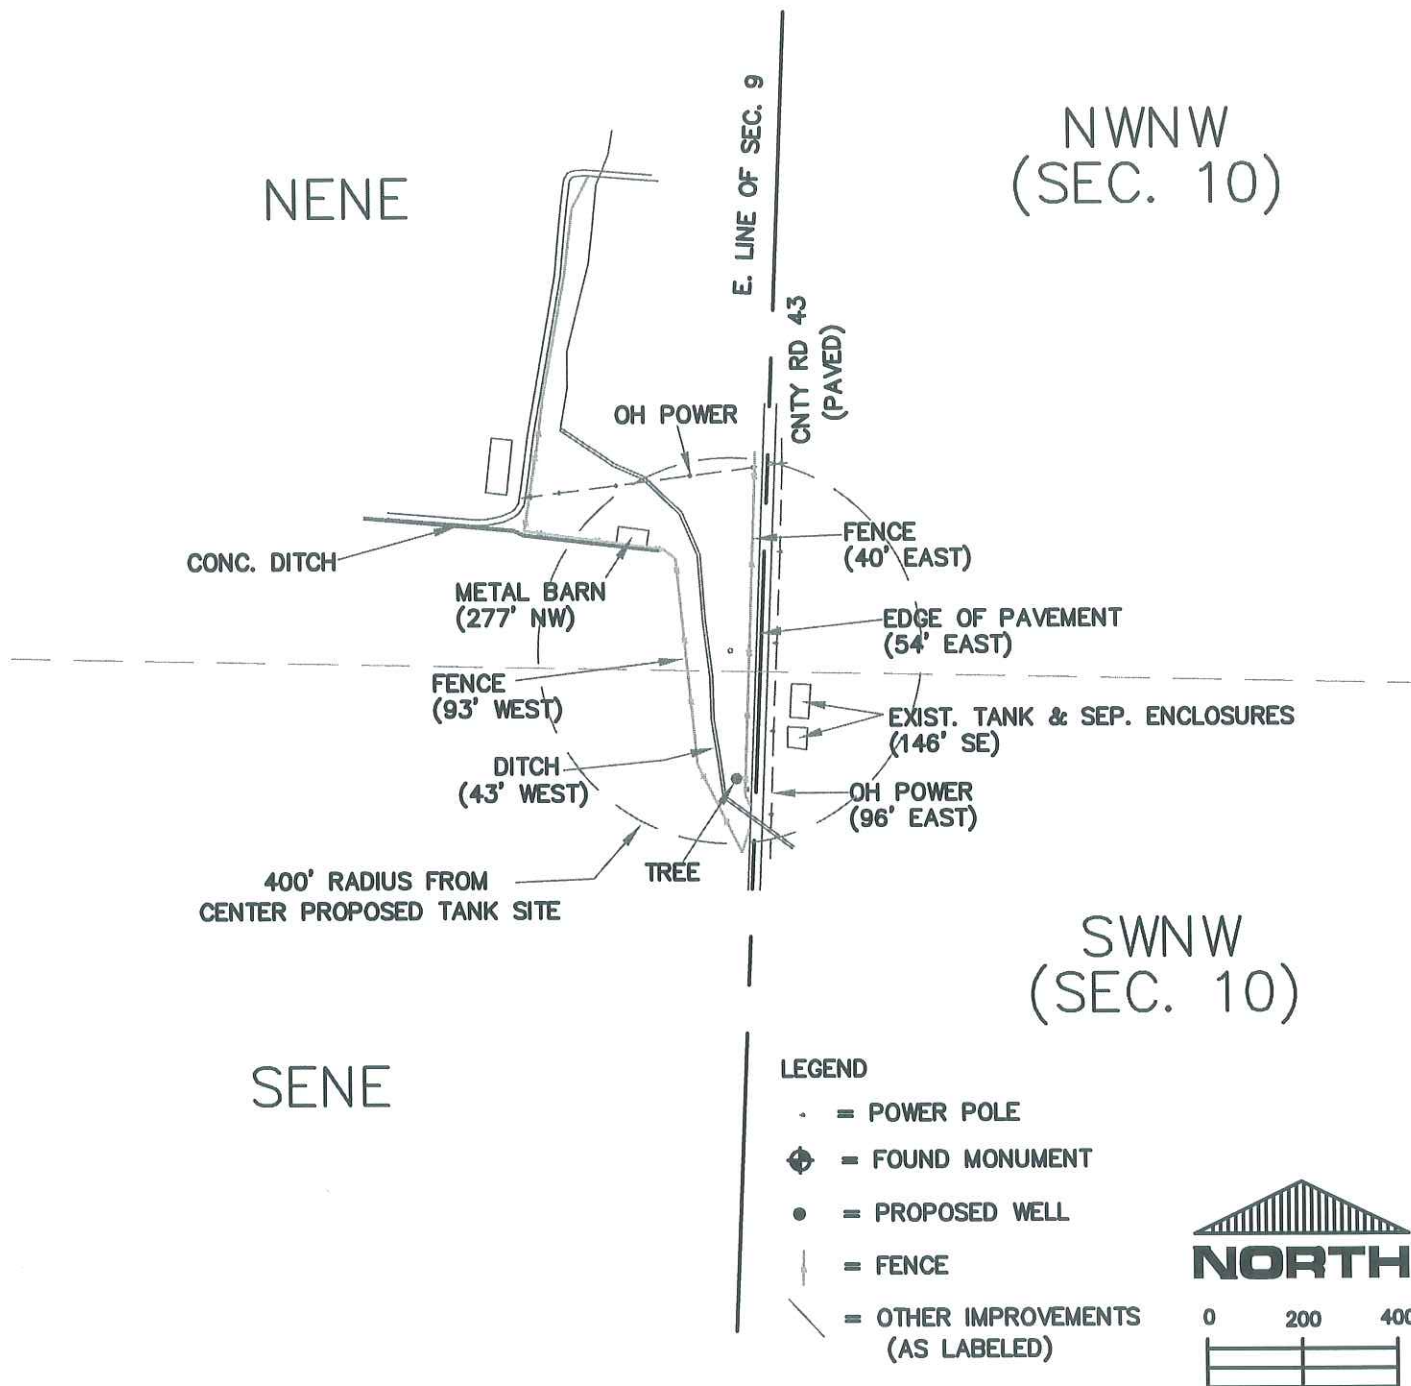 E. LINE OF SEC. 9
NWNW
(SEC. 10)
NENE
CNTY RD 43
(PAVED)
OH POWER
FENCE
(40' EAST)
CONC. DITCH
METAL BARN
(277' NW)
EDGE OF PAVEMENT
(54' EAST)
FENCE
(93' WEST)
EXIST. TANK & SEP. ENCLOSURES
(146' SE)
DITCH
(43' WEST)
OH POWER
(96' EAST)
TREE
400' RADIUS FROM
CENTER PROPOSED TANK SITE
SWNW
(SEC. 10)
SENE
LEGEND
= POWER POLE
= FOUND MONUMENT
= PROPOSED WELL
= FENCE
= OTHER IMPROVEMENTS
(AS LABELED)
NORTH
0 200 400